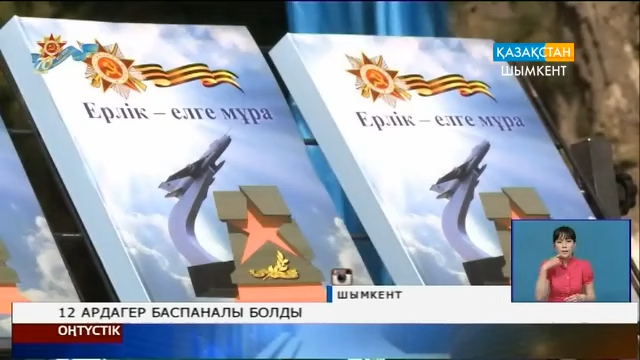 ҚАЗАҚСТАН
ШЫМКЕНТ
Ерлік – елге мұра
Ерлік – елге мұра
ШЫМКЕНТ
12 АРДАГЕР БАСПАНАЛЫ БОЛДЫ
ОҢТҮСТІК